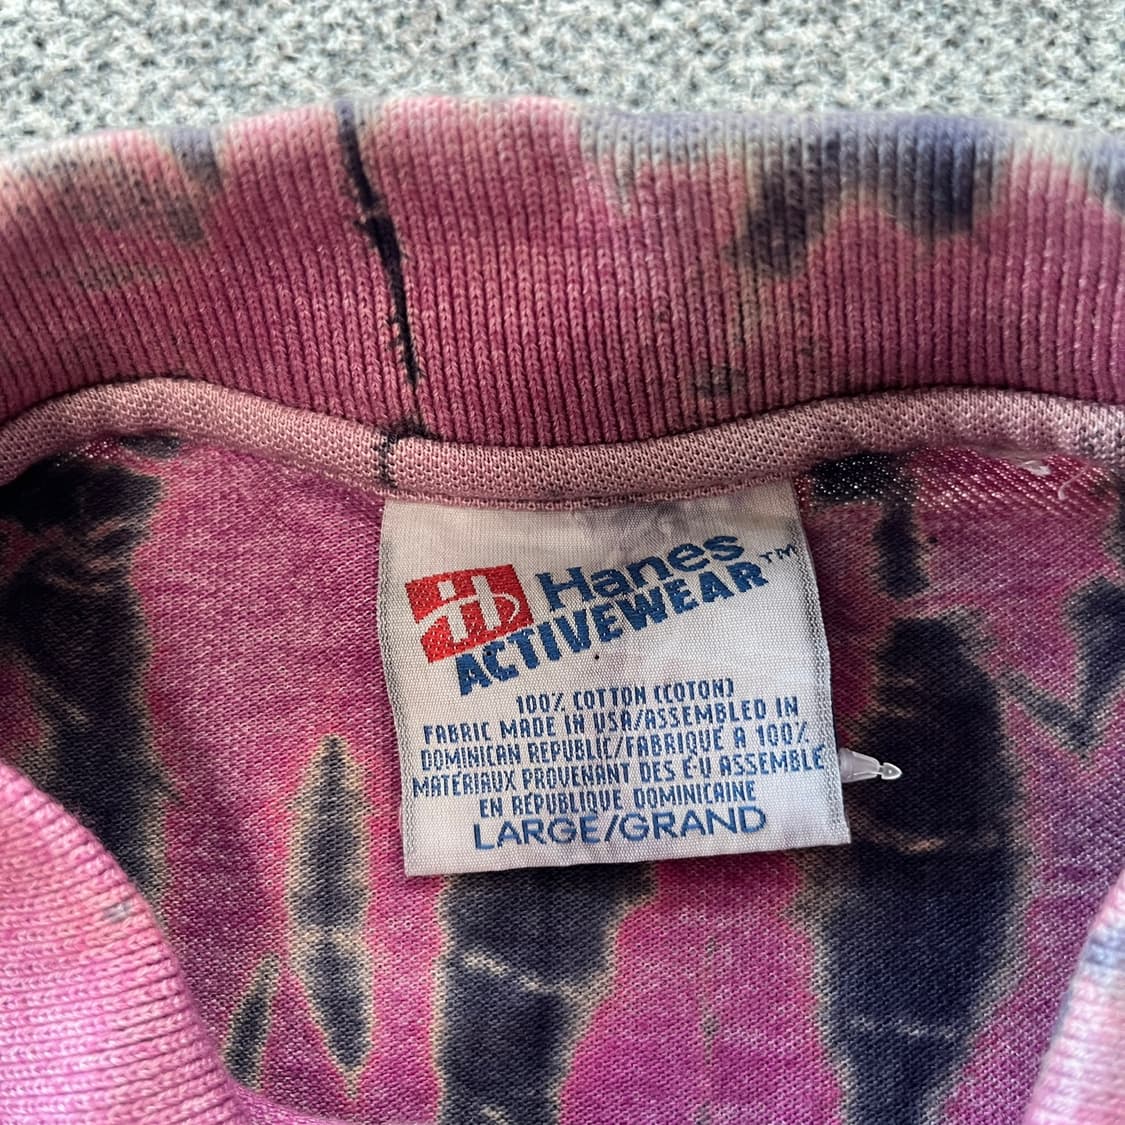 Hanes
ACTIVEWEAR™
100% COTTON (COTON)
FABRIC MADE IN USA/ASSEMBLED IN
DOMINICAN REPUBLIC/FABRIQUÉ A 100%
MATÉRIAUX PROVENANT DES É-U ASSEMBLÉ
EN RÉPUBLIQUE DOMINICAINE
LARGE/GRAND